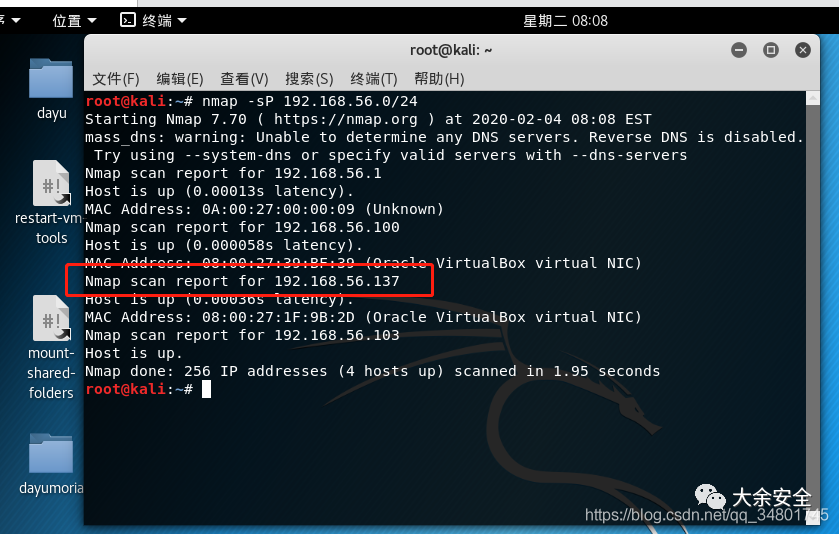 序 位置 终端 星期二 08:08
root@kali: ~
文件(F) 编辑(E) 查看(V) 搜索(S) 终端(T) 帮助(H)
root@kali:~# nmap -sP 192.168.56.0/24
Starting Nmap 7.70 ( https://nmap.org ) at 2020-02-04 08:08 EST
mass_dns: warning: Unable to determine any DNS servers. Reverse DNS is disabled.
Try using --system-dns or specify valid servers with --dns-servers
Nmap scan report for 192.168.56.1
Host is up (0.00013s latency).
MAC Address: 0A:00:27:00:00:09 (Unknown)
Nmap scan report for 192.168.56.100
Host is up (0.000058s latency).
MAC Address: 08:00:27:39:BE:39 (Oracle VirtualBox virtual NIC)
Nmap scan report for 192.168.56.137
Host is up (0.00036s latency).
MAC Address: 08:00:27:1F:9B:2D (Oracle VirtualBox virtual NIC)
Nmap scan report for 192.168.56.103
Host is up.
Nmap done: 256 IP addresses (4 hosts up) scanned in 1.95 seconds
root@kali:~#
dayu
#!
restart-vm-
tools
#!
mount-
shared-
folders
dayumoria
大余安全
https://blog.csdn.net/qq_34801745